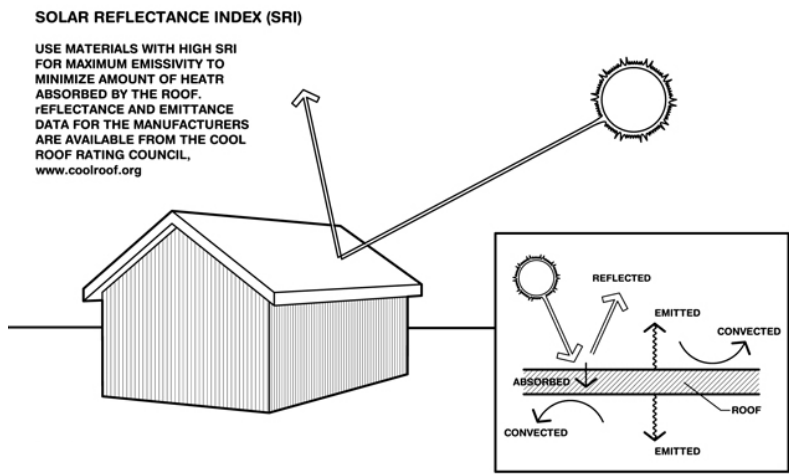 SOLAR REFLECTANCE INDEX (SRI)
USE MATERIALS WITH HIGH SRI
FOR MAXIMUM EMISSIVITY TO
MINIMIZE AMOUNT OF HEATR
ABSORBED BY THE ROOF.
rEFLECTANCE AND EMITTANCE
DATA FOR THE MANUFACTURERS
ARE AVAILABLE FROM THE COOL
ROOF RATING COUNCIL,
www.coolroof.org
REFLECTED
EMITTED
CONVECTED
ABSORBED
ROOF
CONVECTED
EMITTED